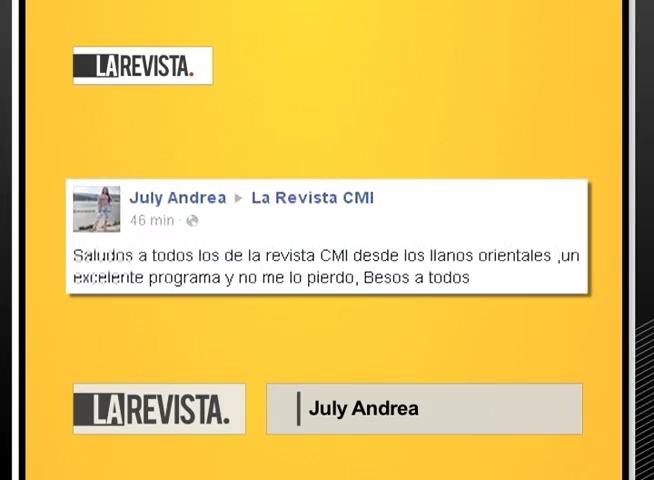 LAREVISTA.
July Andrea ▶ La Revista CMI
46 min ·
Saludos a todos los de la revista CMI desde los llanos orientales ,un
excelente programa y no me lo pierdo, Besos a todos
LAREVISTA.
July Andrea